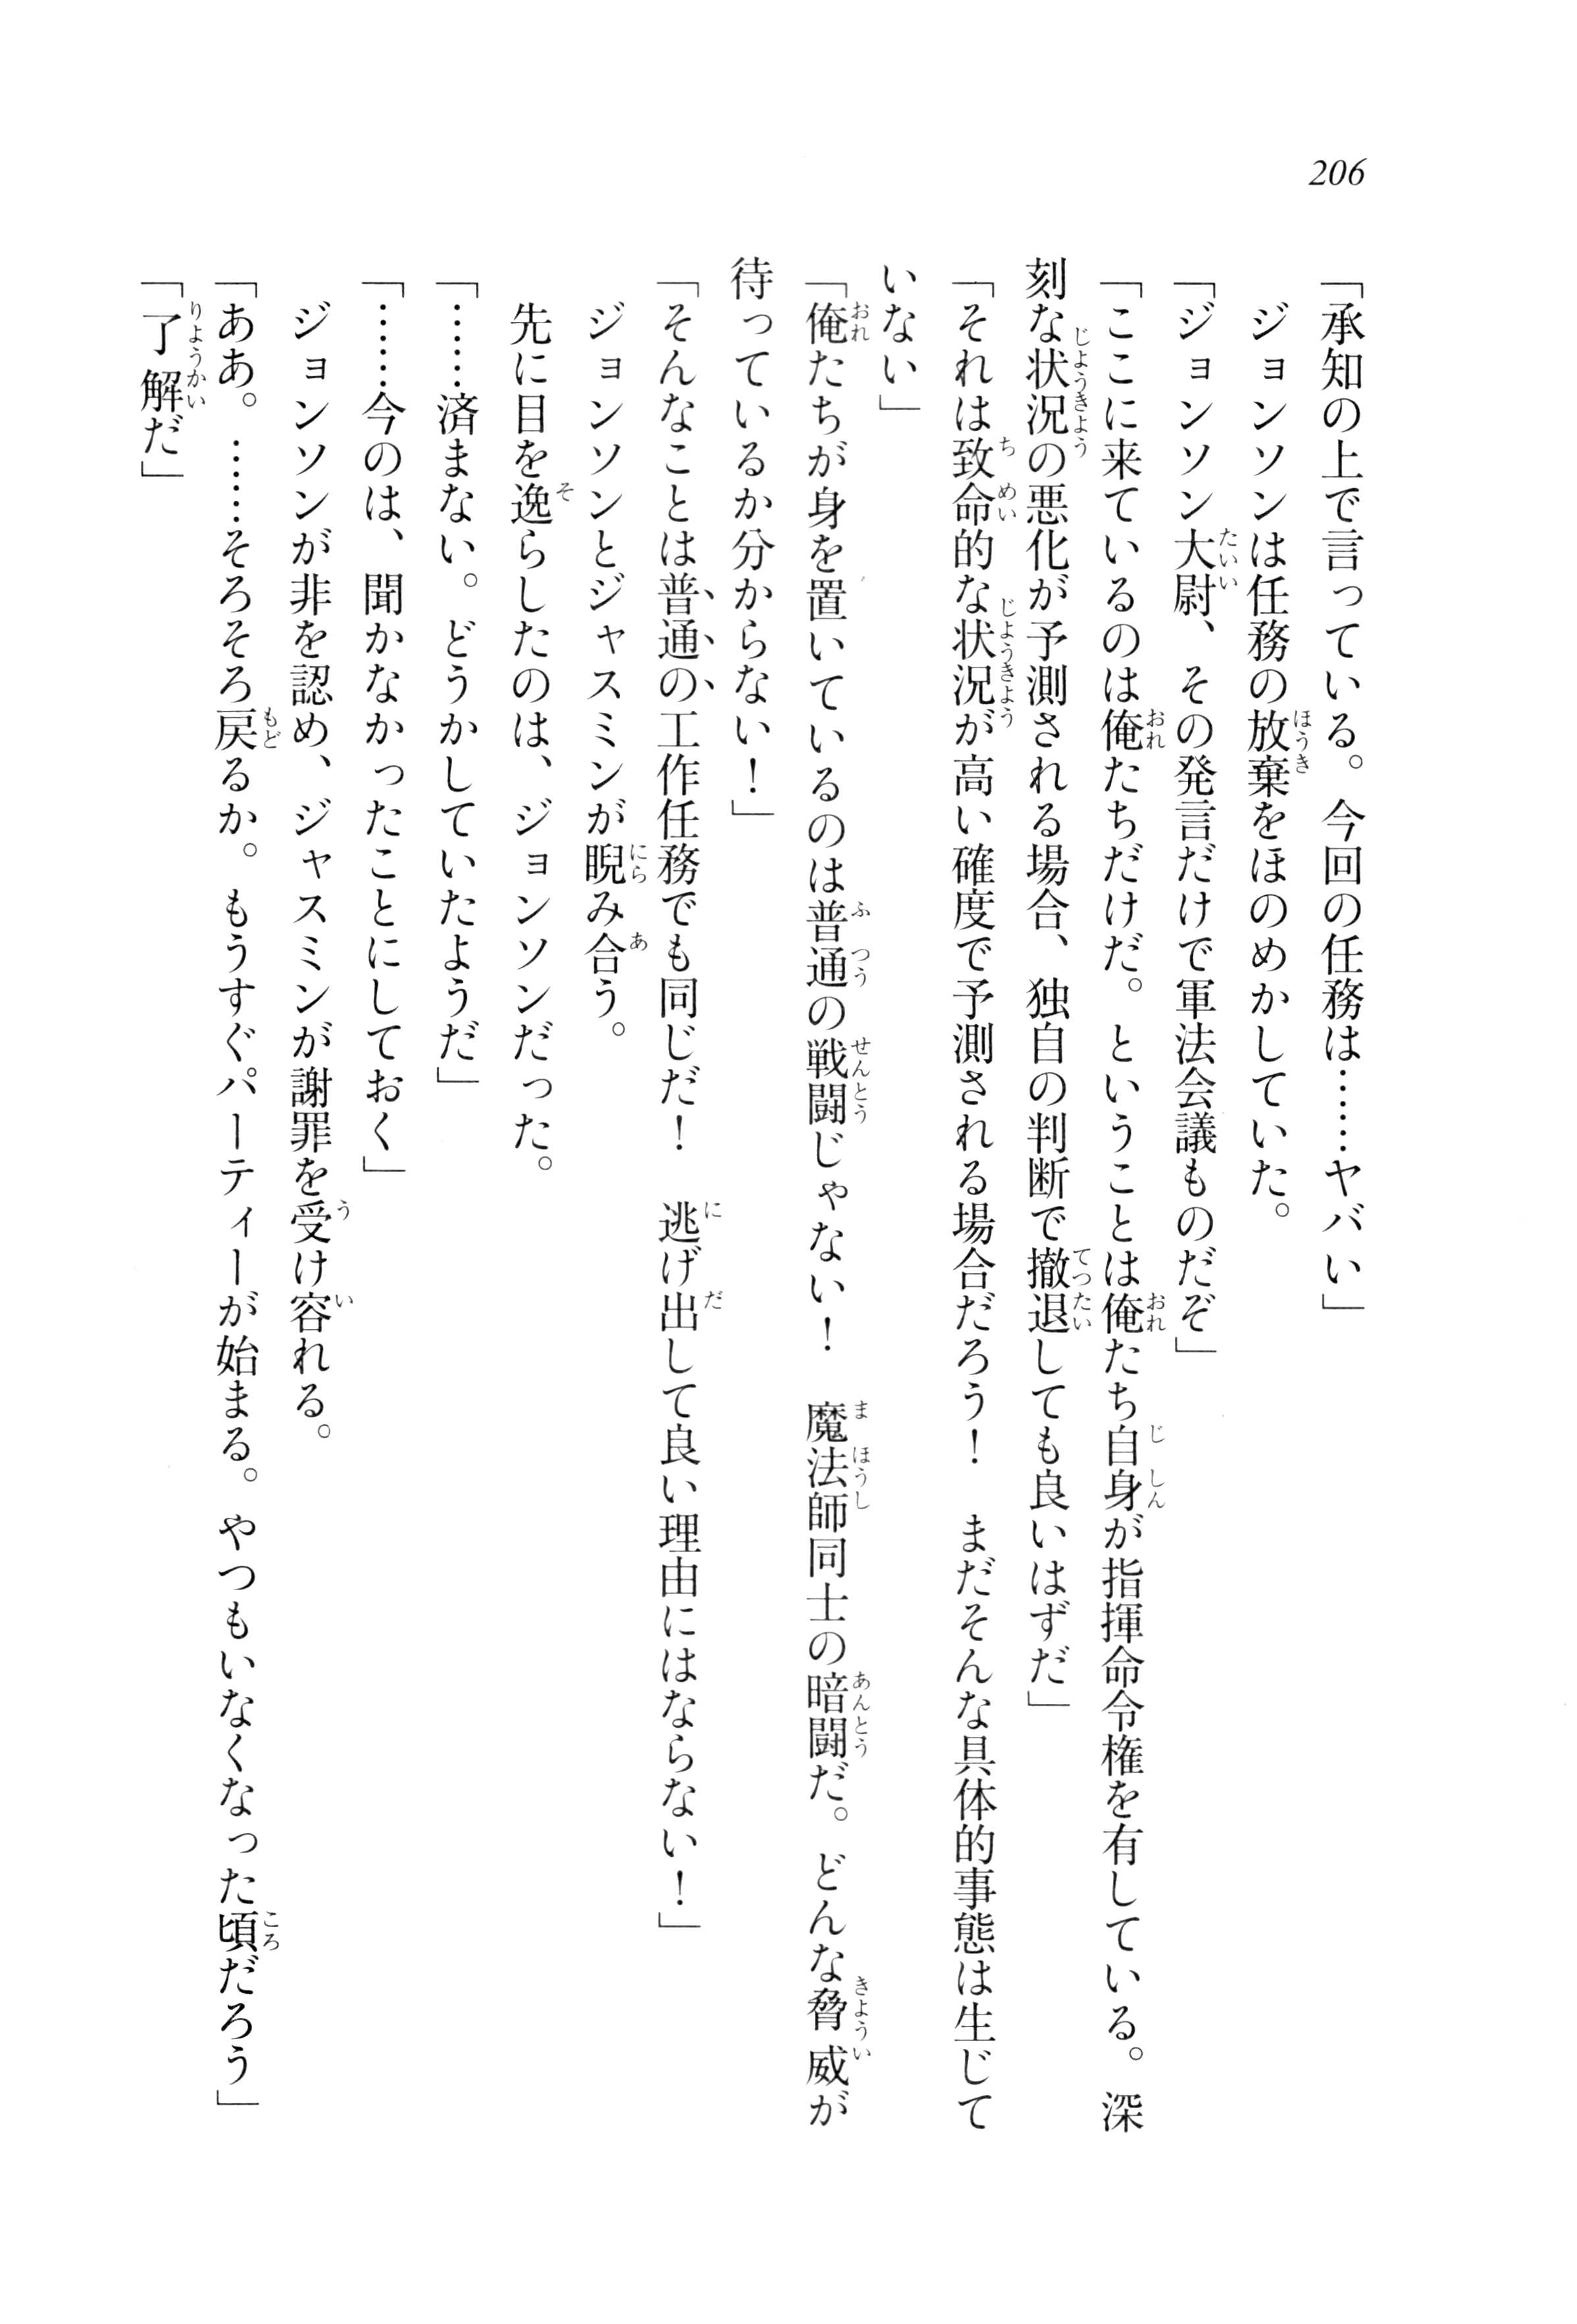 206
「承知の上で言っている。今回の任務は……ヤバい」
ジョンソンは任務の放棄をほのめかしていた。
「ジョンソン大尉、その発言だけで軍法会議ものだぞ」
「ここに来ているのは俺たちだけだ。ということは俺たち自身が指揮命令権を有している。深
刻な状況の悪化が予測される場合、独自の判断で撤退しても良いはずだ」
「それは致命的な状況が高い確度で予測される場合だろう！　まだそんな具体的事態は生じて
いない」
「俺たちが身を置いているのは普通の戦闘じゃない！　魔法師同士の暗闘だ。どんな脅威が
待っているか分からない！」
「そんなことは普通の工作任務でも同じだ！　逃げ出して良い理由にはならない！」
ジョンソンとジャスミンが睨み合う。
先に目を逸らしたのは、ジョンソンだった。
「……済まない。どうかしていたようだ」
「……今のは、聞かなかったことにしておく」
ジョンソンが非を認め、ジャスミンが謝罪を受け容れる。
「ああ。……そろそろ戻るか。もうすぐパーティーが始まる。やつもいなくなった頃だろう」
「了解だ」